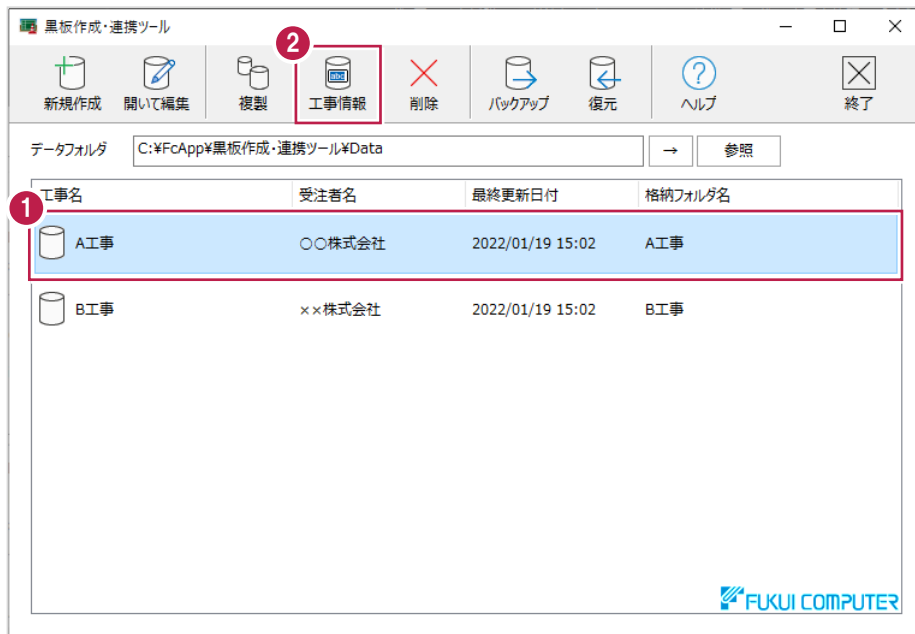 黒板作成・連携ツール
2
新規作成 開いて編集 複製 工事情報 削除 バックアップ 復元 ヘルプ 終了
データフォルダ C:¥FcApp¥黒板作成・連携ツール¥Data → 参照
工事名 受注者名 最終更新日付 格納フォルダ名
1
A工事 〇〇株式会社 2022/01/19 15:02 A工事
B工事 ××株式会社 2022/01/19 15:02 B工事
FUKUI COMPUTER